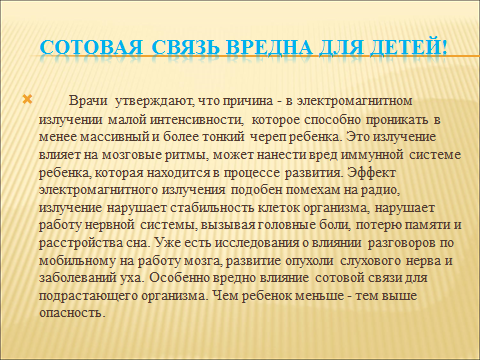 СОТОВАЯ СВЯЗЬ ВРЕДНА ДЛЯ ДЕТЕЙ!
Врачи утверждают, что причина - в электромагнитном
излучении малой интенсивности, которое способно проникать в
менее массивный и более тонкий череп ребенка. Это излучение
влияет на мозговые ритмы, может нанести вред иммунной системе
ребенка, которая находится в процессе развития. Эффект
электромагнитного излучения подобен помехам на радио,
излучение нарушает стабильность клеток организма, нарушает
работу нервной системы, вызывая головные боли, потерю памяти и
расстройства сна. Уже есть исследования о влиянии разговоров по
мобильному на работу мозга, развитие опухоли слухового нерва и
заболеваний уха. Особенно вредно влияние сотовой связи для
подрастающего организма. Чем ребенок меньше - тем выше
опасность.